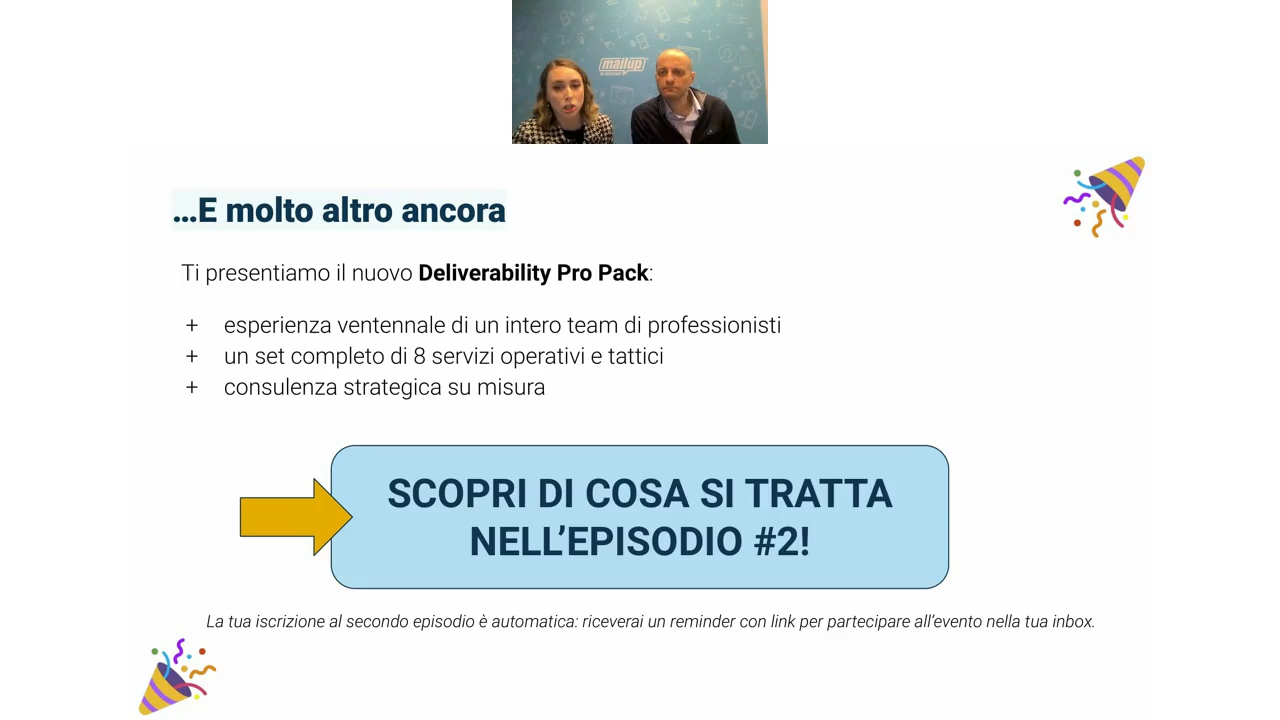 mailup
…E molto altro ancora
Ti presentiamo il nuovo Deliverability Pro Pack:
+ esperienza ventennale di un intero team di professionisti
+ un set completo di 8 servizi operativi e tattici
+ consulenza strategica su misura
SCOPRI DI COSA SI TRATTA
NELL’EPISODIO #2!
La tua iscrizione al secondo episodio è automatica: riceverai un reminder con link per partecipare all’evento nella tua inbox.